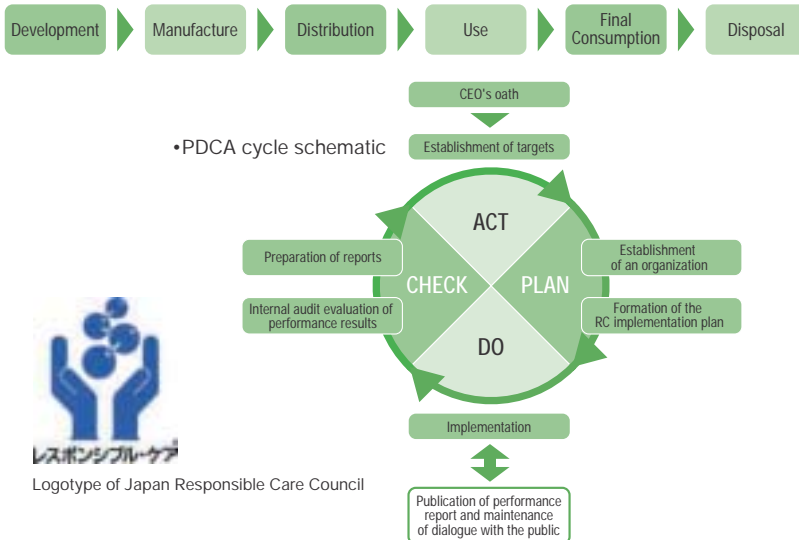 Development
Manufacture
Distribution
Use
Final
Consumption
Disposal
CEO's oath
•PDCA cycle schematic
Establishment of targets
ACT
Preparation of reports
Establishment
of an organization
CHECK
PLAN
Internal audit evaluation of
performance results
Formation of the
RC implementation plan
DO
Implementation
レスポンシブル・ケア
Logotype of Japan Responsible Care Council
Publication of performance
report and maintenance
of dialogue with the public